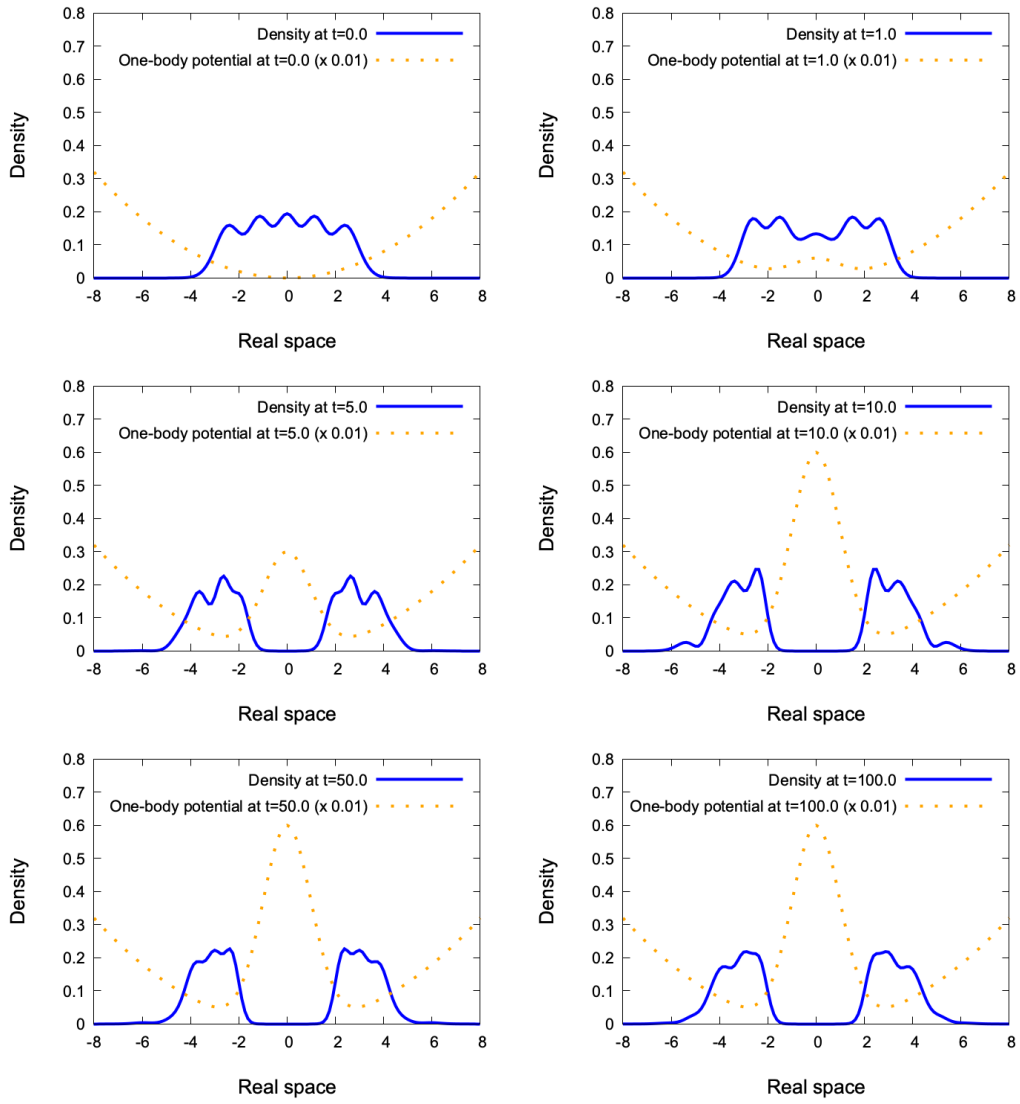 Density at t=0.0
One-body potential at t=0.0 (x 0.01)
0.8
0.7
0.6
0.5
0.4
0.3
0.2
0.1
0
Density
-8 -6 -4 -2 0 2 4 6 8
Real space
Density at t=1.0
One-body potential at t=1.0 (x 0.01)
0.8
0.7
0.6
0.5
0.4
0.3
0.2
0.1
0
Density
-8 -6 -4 -2 0 2 4 6 8
Real space
Density at t=5.0
One-body potential at t=5.0 (x 0.01)
0.8
0.7
0.6
0.5
0.4
0.3
0.2
0.1
0
Density
-8 -6 -4 -2 0 2 4 6 8
Real space
Density at t=10.0
One-body potential at t=10.0 (x 0.01)
0.8
0.7
0.6
0.5
0.4
0.3
0.2
0.1
0
Density
-8 -6 -4 -2 0 2 4 6 8
Real space
Density at t=50.0
One-body potential at t=50.0 (x 0.01)
0.8
0.7
0.6
0.5
0.4
0.3
0.2
0.1
0
Density
-8 -6 -4 -2 0 2 4 6 8
Real space
Density at t=100.0
One-body potential at t=100.0 (x 0.01)
0.8
0.7
0.6
0.5
0.4
0.3
0.2
0.1
0
Density
-8 -6 -4 -2 0 2 4 6 8
Real space